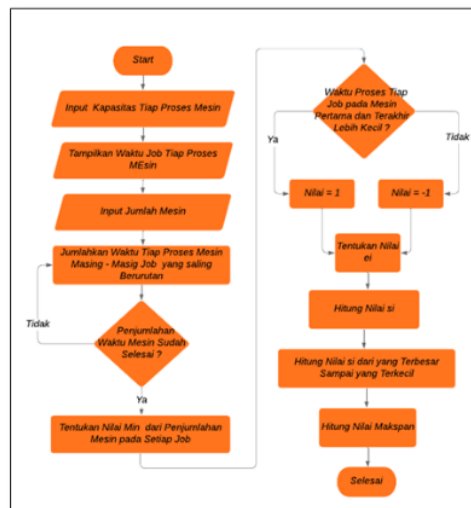 Start
Input Kapasitas Tiap Proses Mesin
Tampilkan Waktu Job Tiap Proses
MEsin
Input Jumlah Mesin
Jumlahkan Waktu Tiap Proses Mesin
Masing - Masig Job yang saling
Berurutan
Tidak
Penjumlahan
Waktu Mesin Sudah
Selesai ?
Ya
Tentukan Nilai Min dari Penjumlahan
Mesin pada Setiap Job
Waktu Proses Tiap
Job pada Mesin
Pertama dan Terakhir
Lebih Kecil ?
Ya
Tidak
Nilai = 1
Nilai = -1
Tentukan Nilai
ei
Hitung Nilai si
Hitung Nilai si dari yang Terbesar
Sampai yang Terkecil
Hitung Nilai Makspan
Selesai